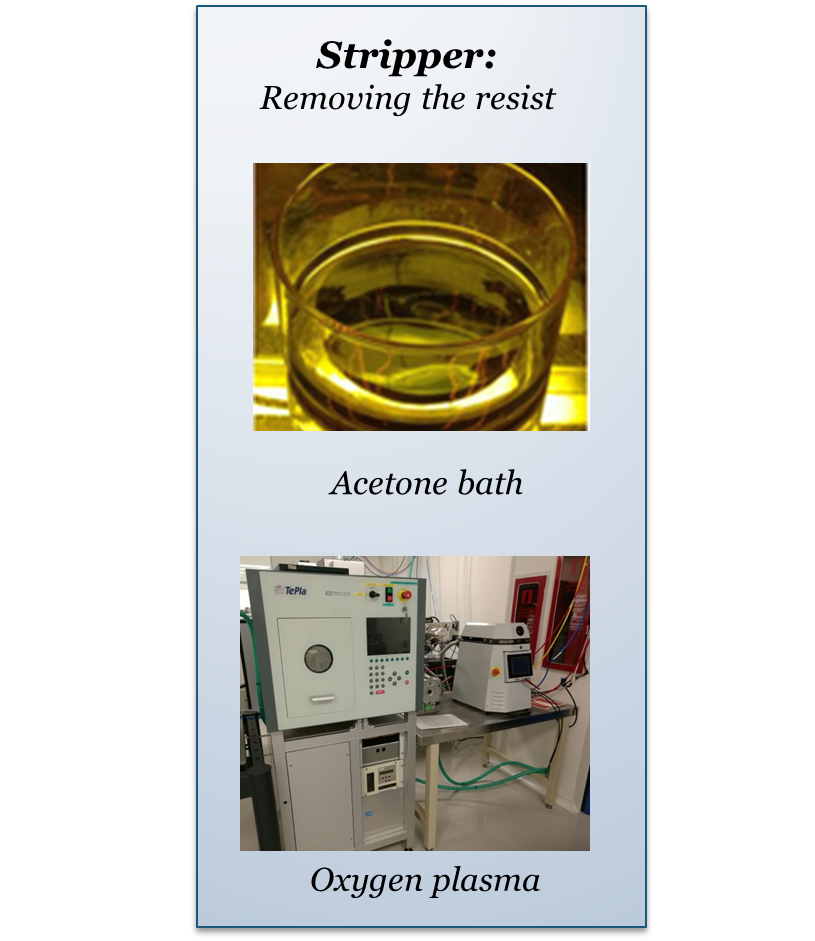 Stripper:
Removing the resist
Acetone bath
TePla
Oxygen plasma